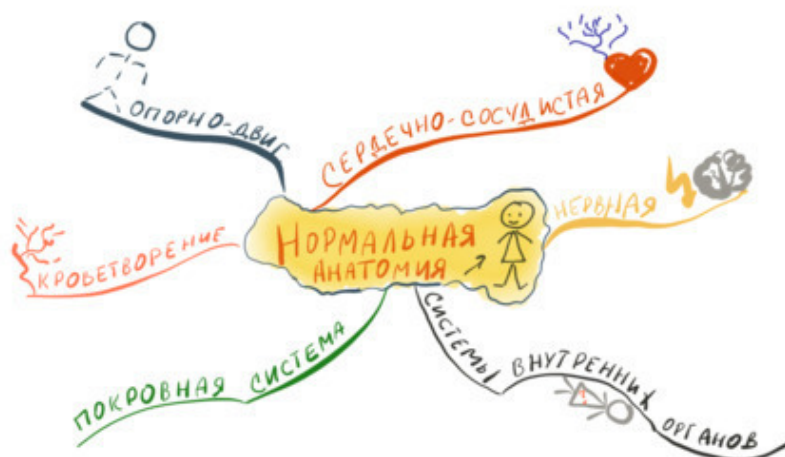 ОПОРНО-ДВИГ
СЕРДЕЧНО-СОСУДИСТАЯ
НЕРВНАЯ
КРОВЕТВОРЕНИЕ
НОРМАЛЬНАЯ
АНАТОМИЯ
ПОКРОВНАЯ СИСТЕМА
СИСТЕМЫ ВНУТРЕННИХ ОРГАНОВ